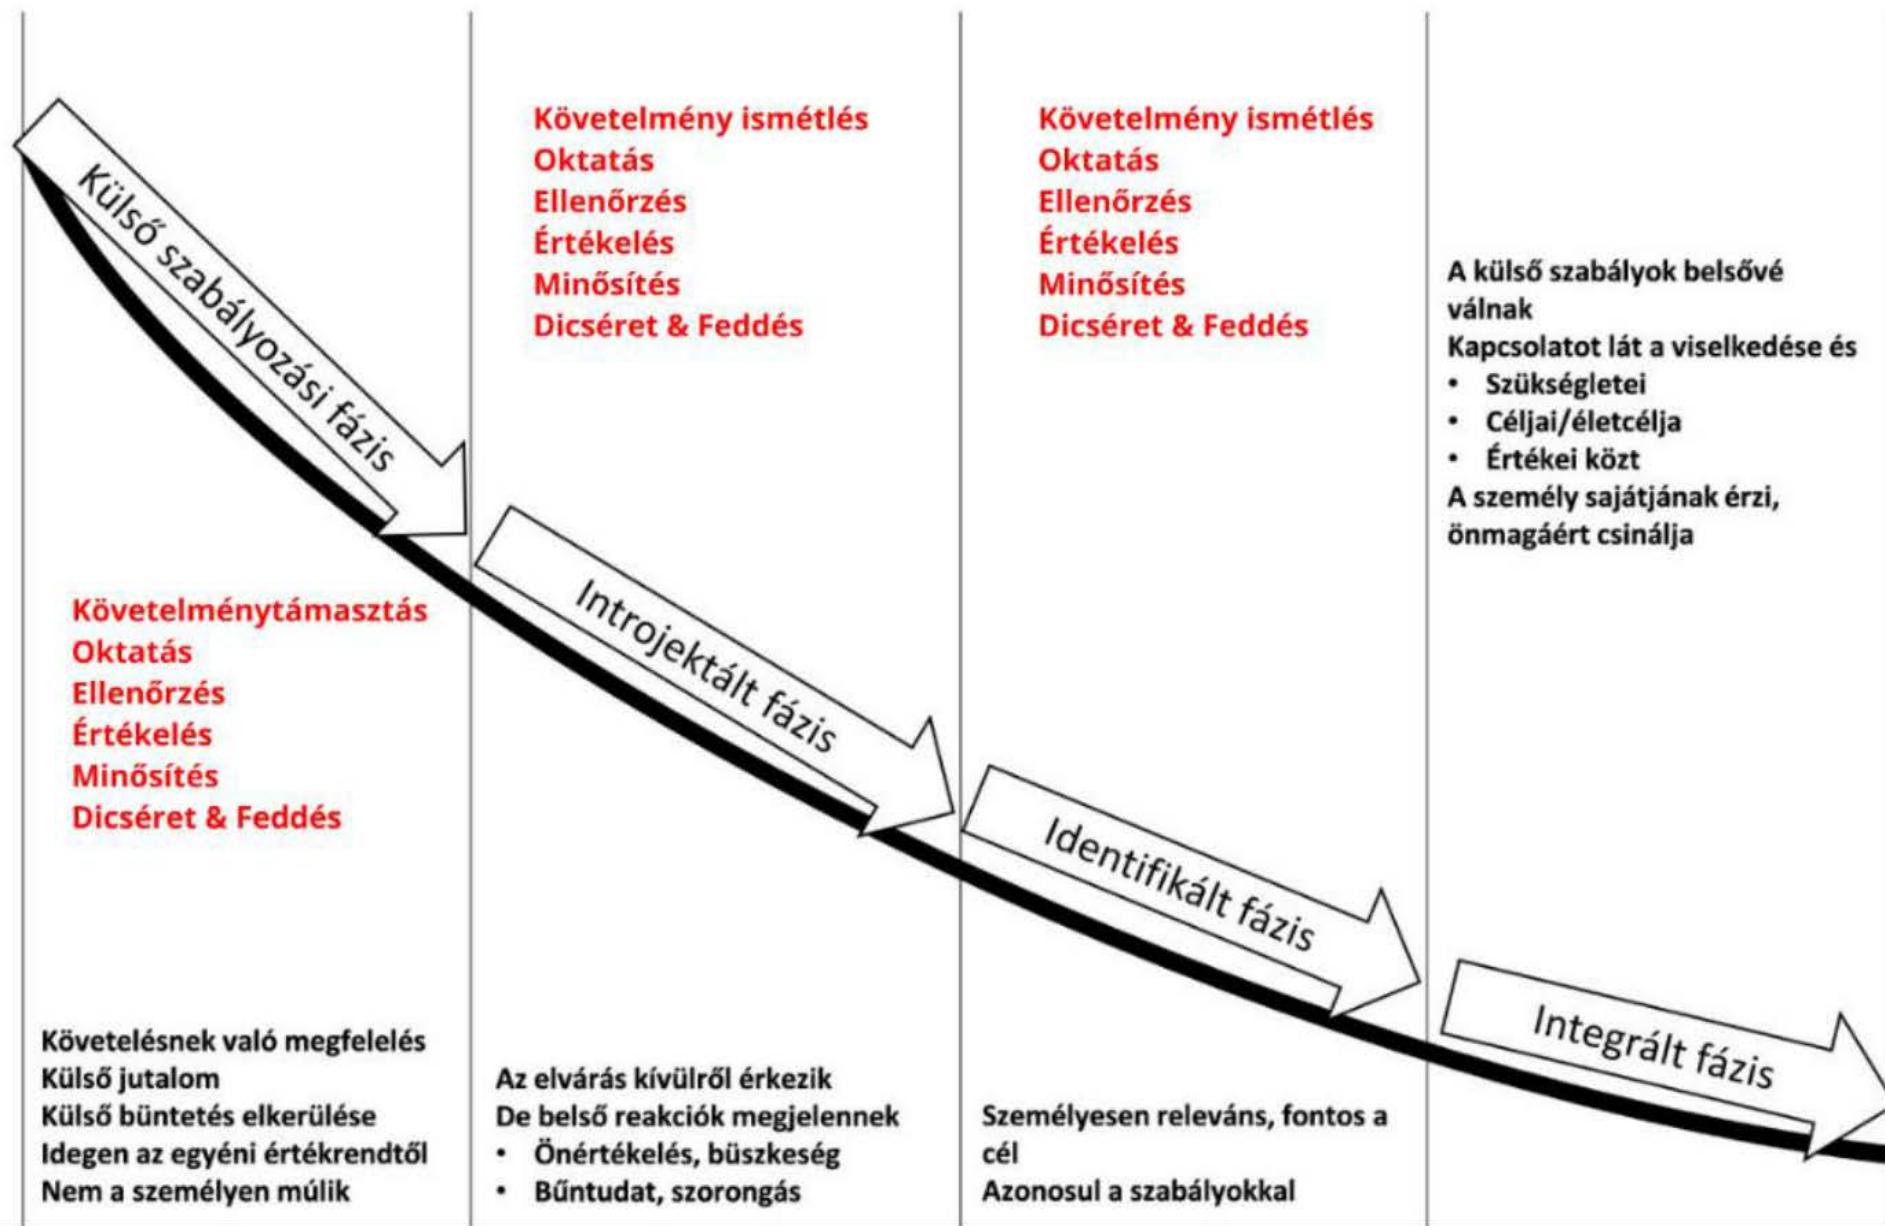 Külső szabályozási fázis
Követelménytámasztás
Oktatás
Ellenőrzés
Értékelés
Minősítés
Dicséret & Feddés
Követelésnek való megfelelés
Külső jutalom
Külső büntetés elkerülése
Idegen az egyéni értékrendtől
Nem a személyen múlik
Követelmény ismétlés
Oktatás
Ellenőrzés
Értékelés
Minősítés
Dicséret & Feddés
Introjektált fázis
Az elvárás kívülről érkezik
De belső reakciók megjelennek
• Önértékelés, büszkeség
• Bűntudat, szorongás
Követelmény ismétlés
Oktatás
Ellenőrzés
Értékelés
Minősítés
Dicséret & Feddés
Identifikált fázis
Személyesen releváns, fontos a
cél
Azonosul a szabályokkal
A külső szabályok belsővé
válnak
Kapcsolatot lát a viselkedése és
• Szükségletei
• Céljai/életcélja
• Értékei közt
A személy sajátjának érzi,
önmagáért csinálja
Integrált fázis